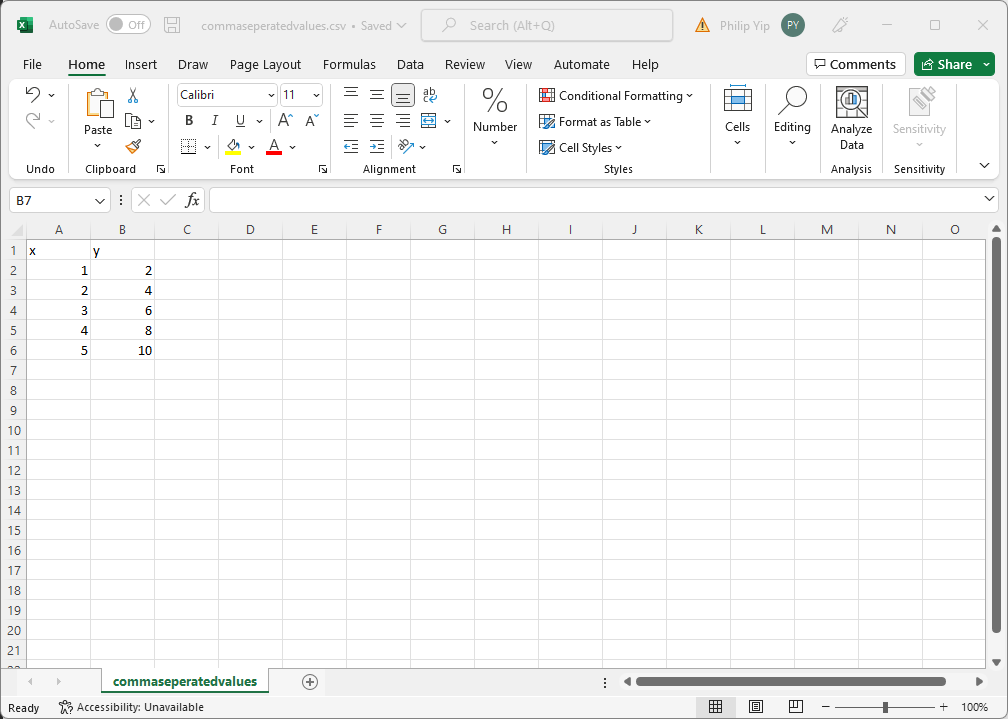 AutoSave Off commaseperatedvalues.csv • Saved Search (Alt+Q) Philip Yip PY
File Home Insert Draw Page Layout Formulas Data Review View Automate Help Comments Share
Calibri 11 ab Conditional Formatting
Paste B I U A A Number Format as Table Cells Editing Analyze Data Sensitivity
A Cell Styles
Undo Clipboard Font Alignment Styles Analysis Sensitivity
B7 fx
A B C D E F G H I J K L M N O
1 x y
2 1 2
3 2 4
4 3 6
5 4 8
6 5 10
7
8
9
10
11
12
13
14
15
16
17
18
19
20
21
commaseperatedvalues
Ready Accessibility: Unavailable 100%